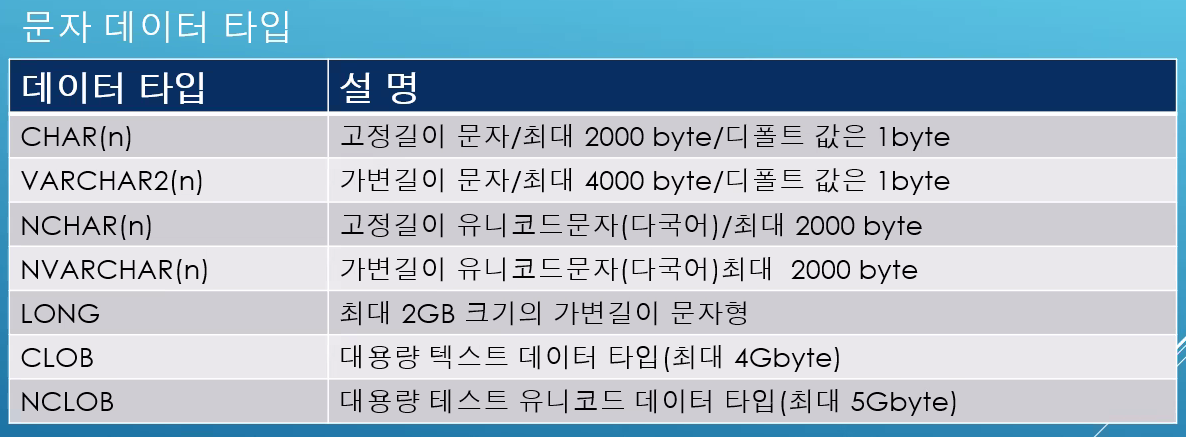 문자 데이터 타입
데이터 타입 설 명
CHAR(n) 고정길이 문자/최대 2000 byte/디폴트 값은 1byte
VARCHAR2(n) 가변길이 문자/최대 4000 byte/디폴트 값은 1byte
NCHAR(n) 고정길이 유니코드문자(다국어)/최대 2000 byte
NVARCHAR(n) 가변길이 유니코드문자(다국어)최대 2000 byte
LONG 최대 2GB 크기의 가변길이 문자형
CLOB 대용량 텍스트 데이터 타입(최대 4Gbyte)
NCLOB 대용량 테스트 유니코드 데이터 타입(최대 5Gbyte)